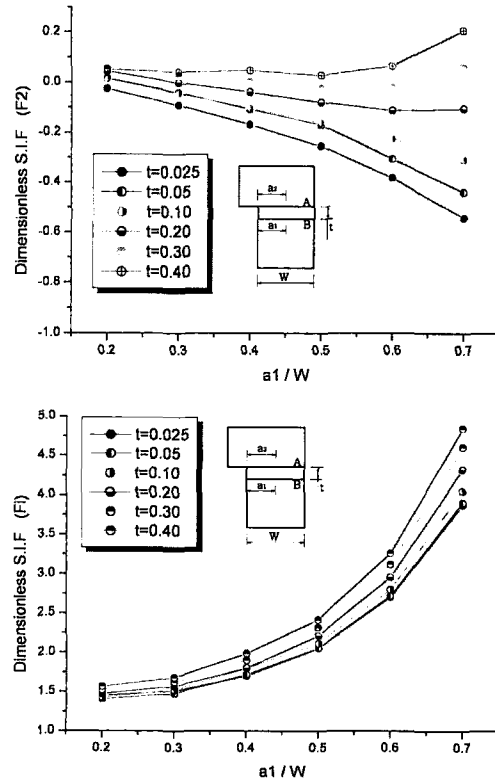 0.2
0.0
-0.2
-0.4
-0.6
-0.8
-1.0
Dimensionless S.I.F (F2)
t=0.025
t=0.05
t=0.10
t=0.20
t=0.30
t=0.40
a₂
A
B
a₁
t
W
0.2 0.3 0.4 0.5 0.6 0.7
a1 / W
5.0
4.5
4.0
3.5
3.0
2.5
2.0
1.5
1.0
Dimensionless S.I.F (Fi)
t=0.025
t=0.05
t=0.10
t=0.20
t=0.30
t=0.40
a₂
A
B
a₁
t
W
0.2 0.3 0.4 0.5 0.6 0.7
a1 / W